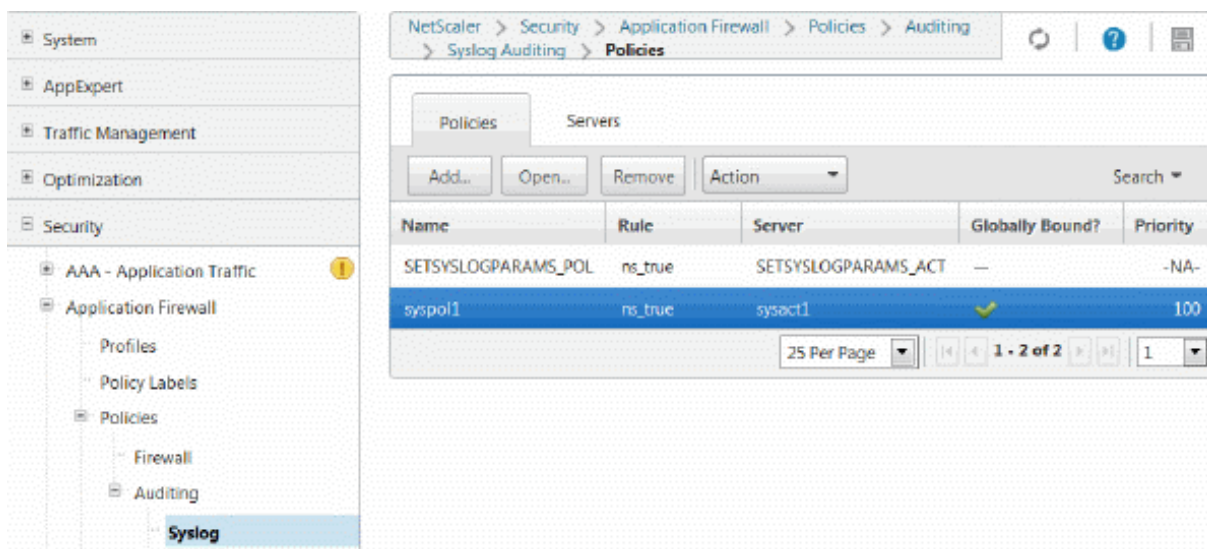 System
AppExpert
Traffic Management
Optimization
Security
AAA - Application Traffic
Application Firewall
Profiles
Policy Labels
Policies
Firewall
Auditing
Syslog
NetScaler > Security > Application Firewall > Policies > Auditing
> Syslog Auditing > Policies
Policies Servers
Add... Open... Remove Action Search
Name Rule Server Globally Bound? Priority
SETSYSLOGPARAMS_POL ns_true SETSYSLOGPARAMS_ACT — -NA-
syspol1 ns_true sysact1 100
25 Per Page 1 - 2 of 2 1